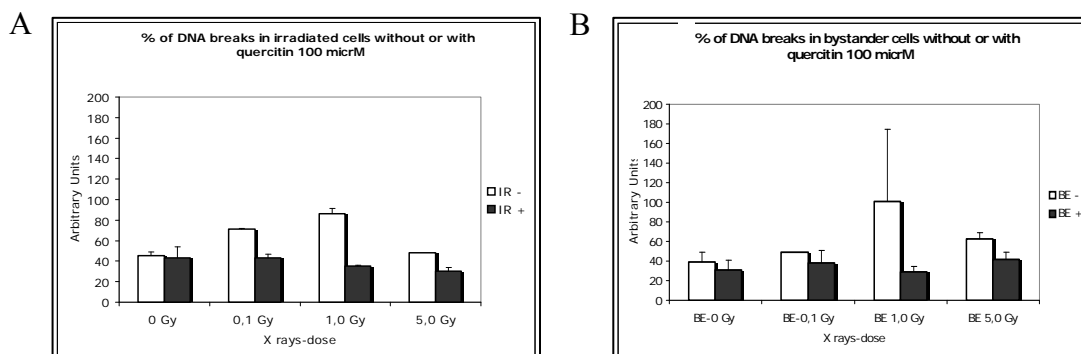 A
% of DNA breaks in irradiated cells without or with
quercitin 100 micrM
Arbitrary Units
200
180
160
140
120
100
80
60
40
20
0
0 Gy
0,1 Gy
1,0 Gy
5,0 Gy
X rays-dose
IR -
IR +
B
% of DNA breaks in bystander cells without or with
quercitin 100 micrM
Arbitrary Units
200
180
160
140
120
100
80
60
40
20
0
BE-0 Gy
BE-0,1 Gy
BE 1,0 Gy
BE 5,0 Gy
X rays-dose
BE -
BE +